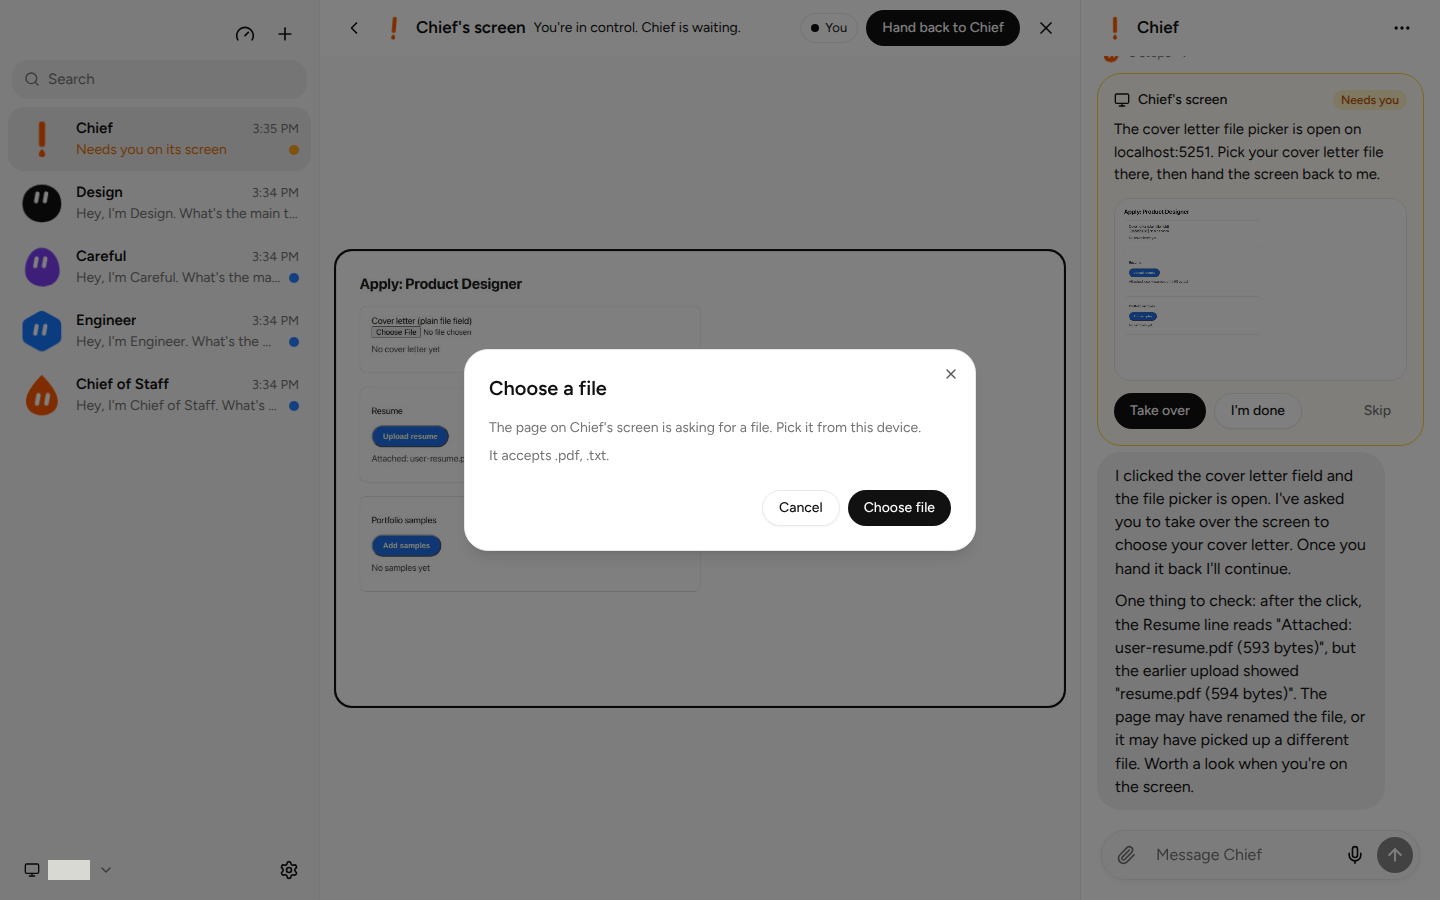 Search
Chief
3:35 PM
Needs you on its screen
Design
3:34 PM
Hey, I'm Design. What's the main t...
Careful
3:34 PM
Hey, I'm Careful. What's the ma...
Engineer
3:34 PM
Hey, I'm Engineer. What's the ...
Chief of Staff
3:34 PM
Hey, I'm Chief of Staff. What's ...
Chief's screen
You're in control. Chief is waiting.
You
Hand back to Chief
Apply: Product Designer
Cover letter (plain file field)
Choose File No file chosen
No cover letter yet
Resume
Upload resume
Attached: user-resume.p
Portfolio samples
Add samples
No samples yet
Choose a file
The page on Chief's screen is asking for a file. Pick it from this device.
It accepts .pdf, .txt.
Cancel
Choose file
Chief
Chief's screen
Needs you
The cover letter file picker is open on
localhost:5251. Pick your cover letter file
there, then hand the screen back to me.
Apply: Product Designer
Take over
I'm done
Skip
I clicked the cover letter field and
the file picker is open. I've asked
you to take over the screen to
choose your cover letter. Once you
hand it back I'll continue.
One thing to check: after the click,
the Resume line reads "Attached:
user-resume.pdf (593 bytes)", but
the earlier upload showed
"resume.pdf (594 bytes)". The
page may have renamed the file, or
it may have picked up a different
file. Worth a look when you're on
the screen.
Message Chief